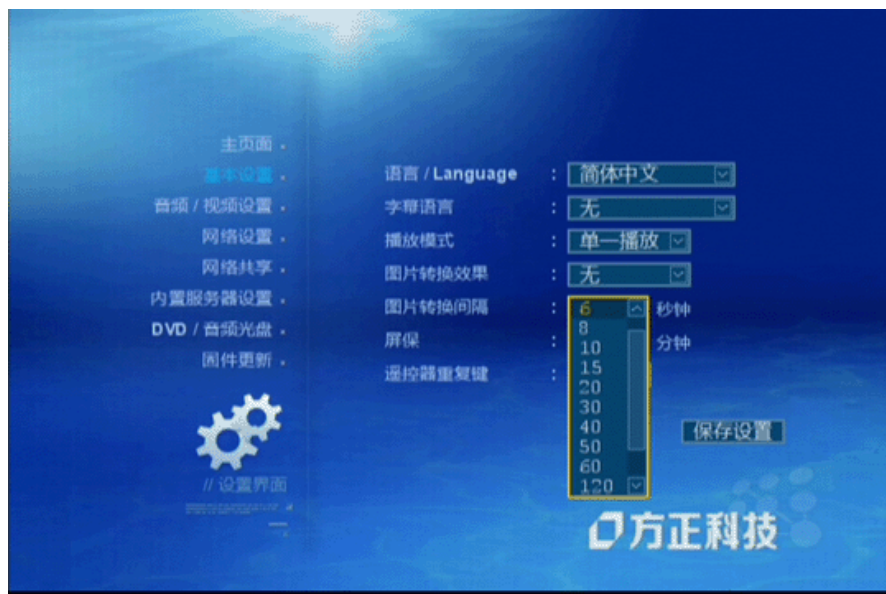 主页面
基本设置
音频 / 视频设置
网络设置
网络共享
内置服务器设置
DVD / 音频光盘
固件更新
// 设置界面
语言 / Language : 简体中文
字幕语言 : 无
播放模式 : 单一播放
图片转换效果 : 无
图片转换间隔 : 6 秒钟
屏保 : 分钟
遥控器重复键 :
8
10
15
20
30
40
50
60
120
保存设置
方正科技